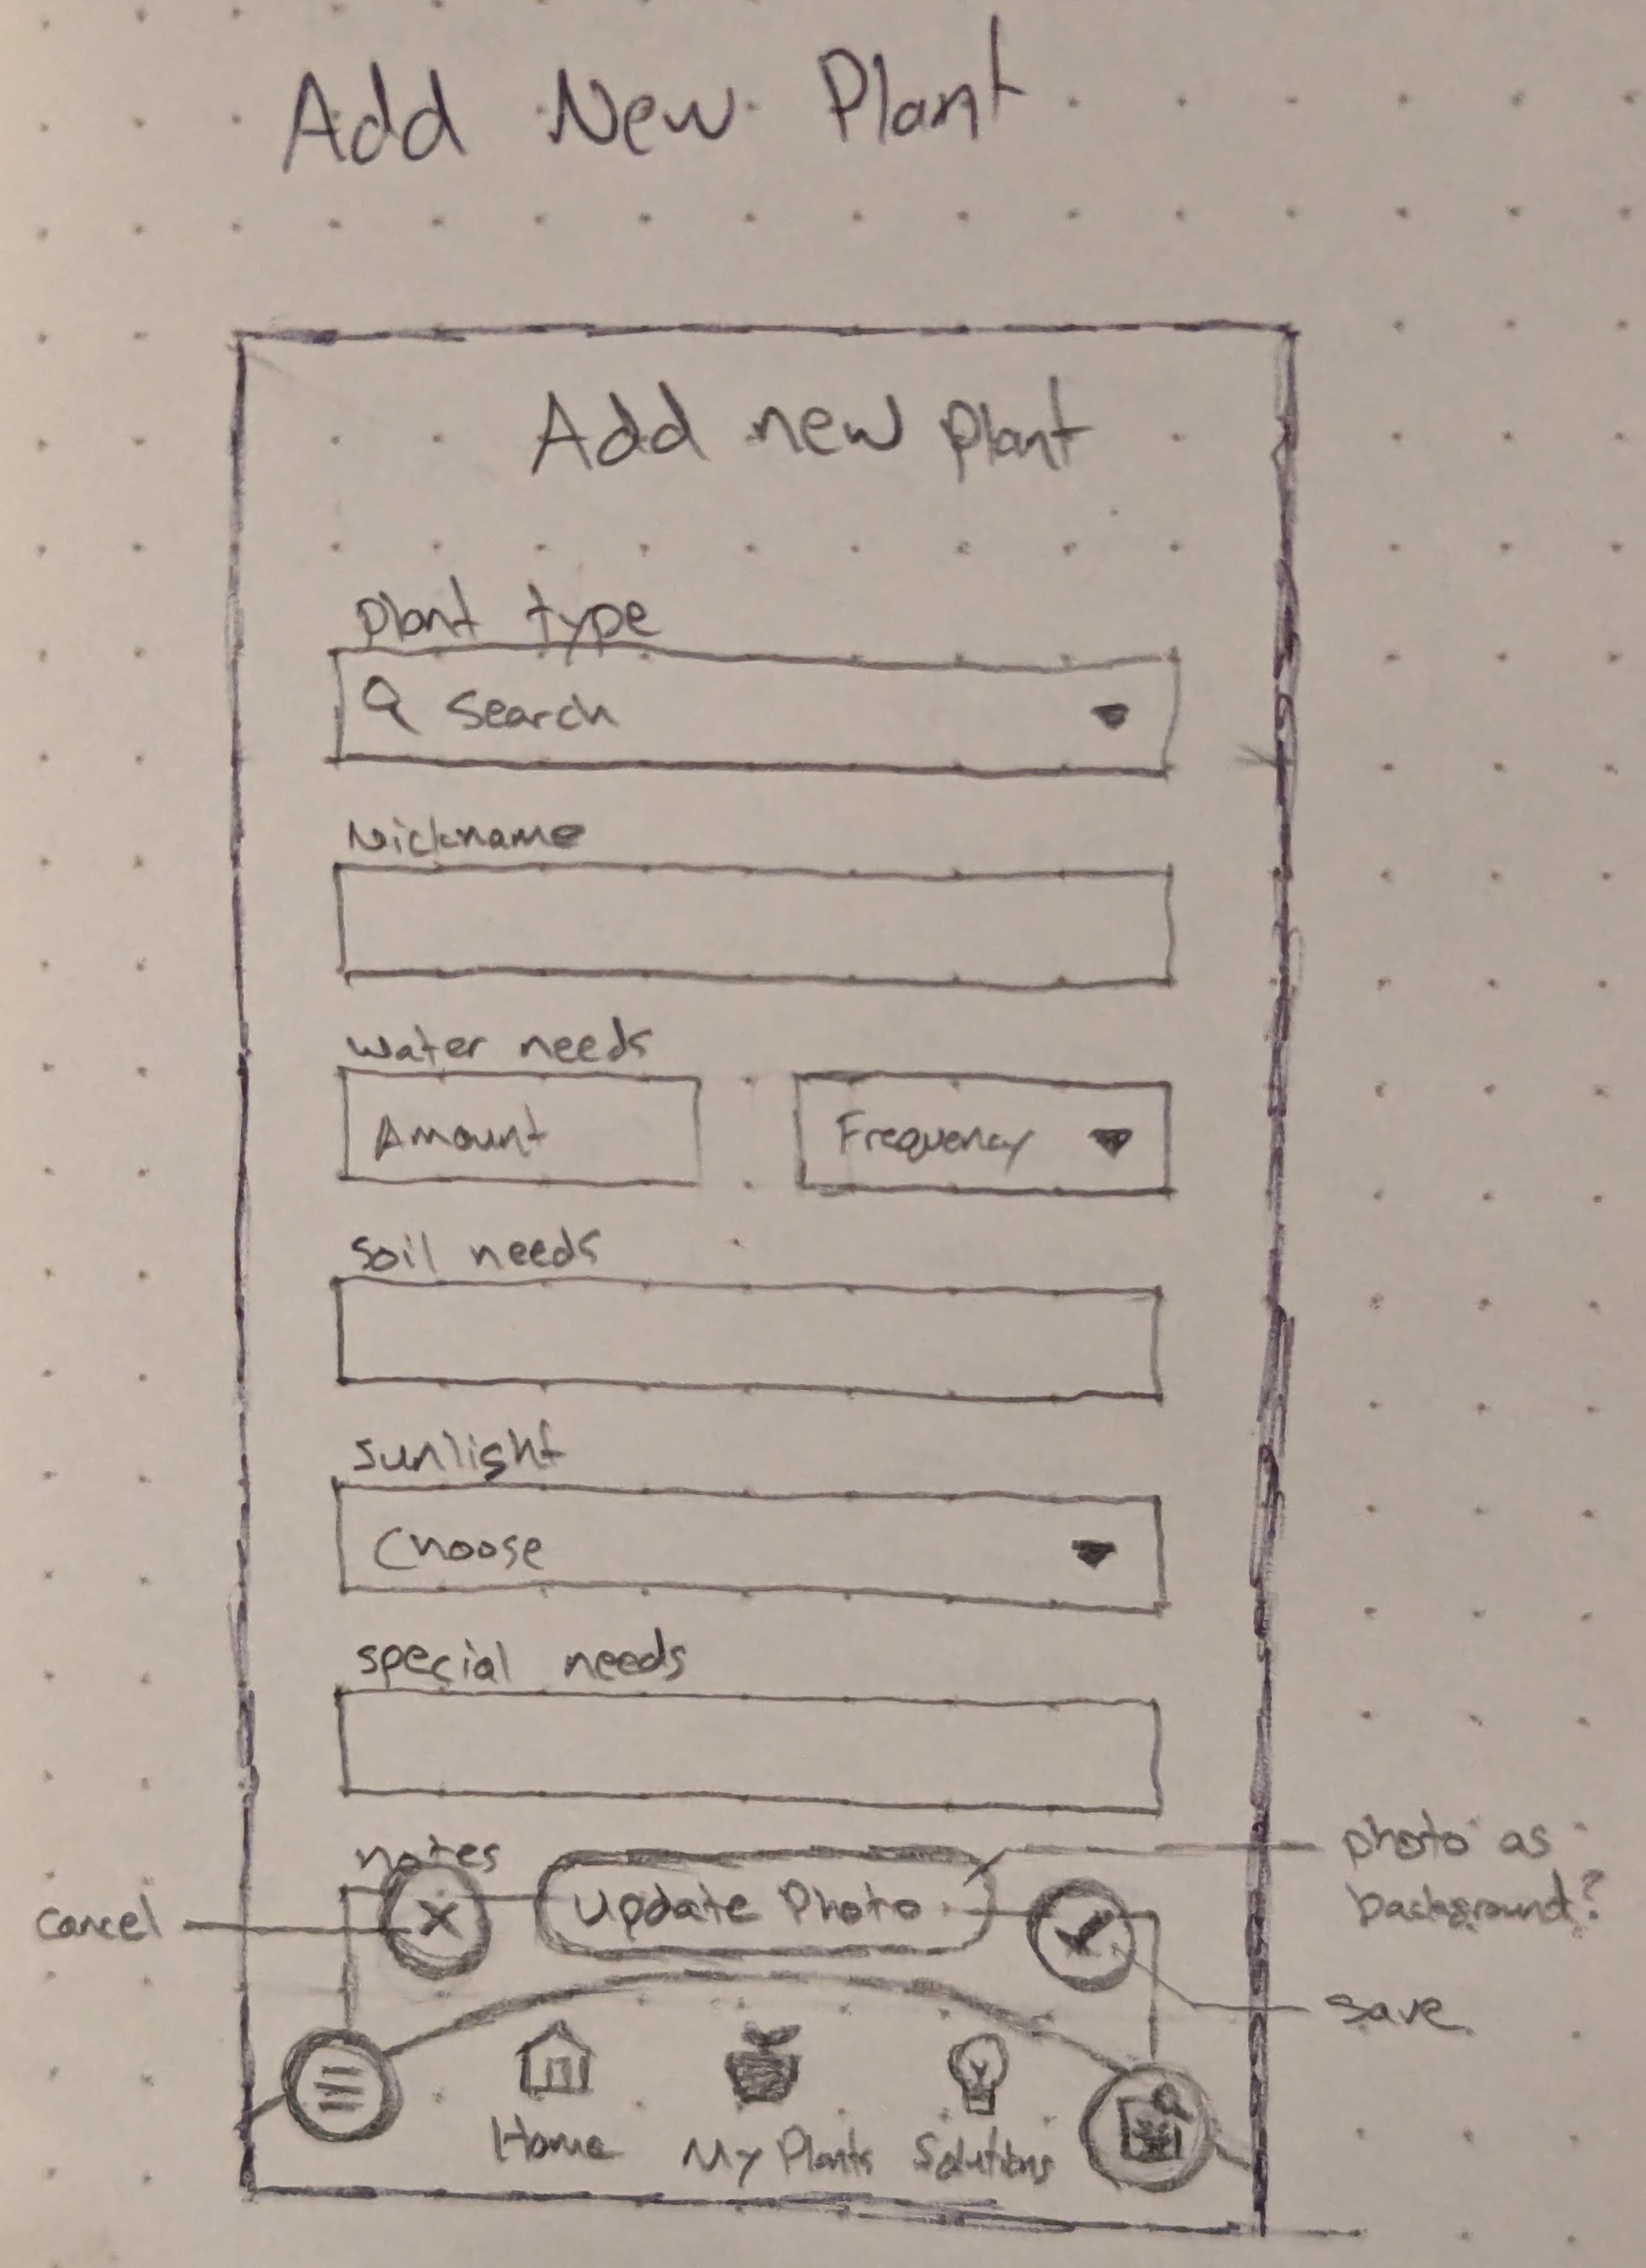 Add New Plant
Add new plant
plant type
Search
Nickname
water needs
Amount
Frequency
soil needs
sunlight
Choose
special needs
notes
Update Photo
photo as
background?
cancel
save
Home
My Plants
Solutions